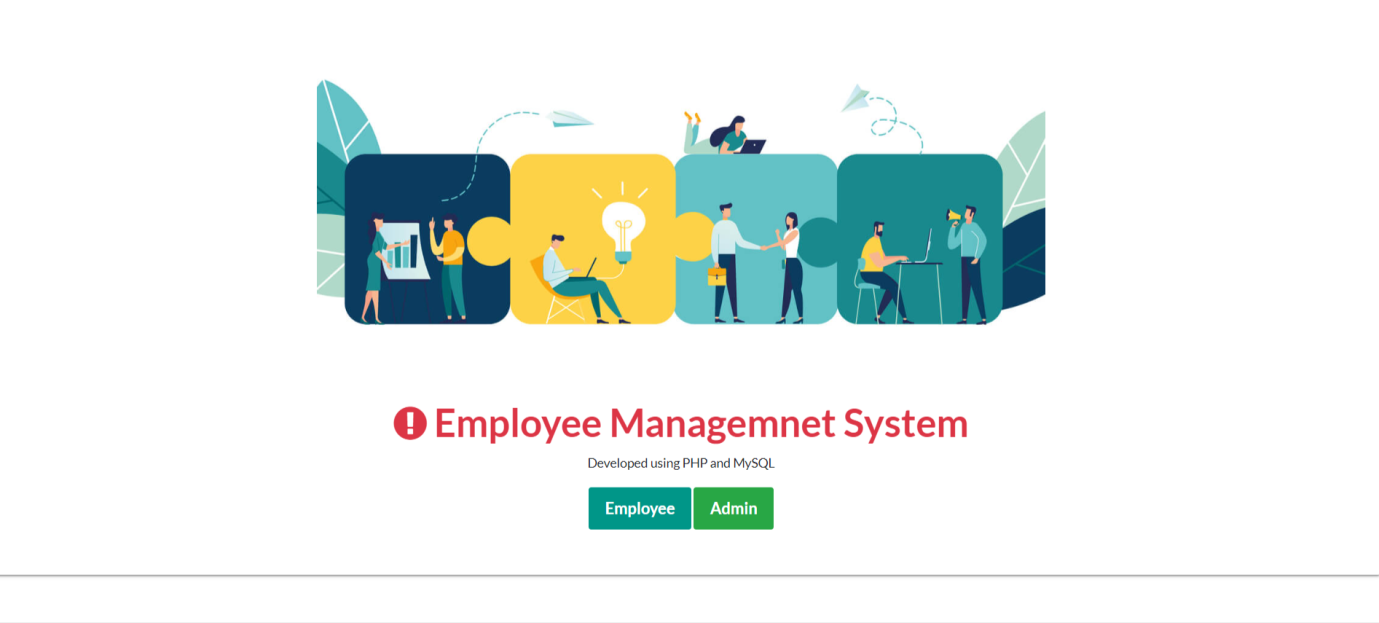 Employee Managemnet System
Developed using PHP and MySQL
Employee Admin